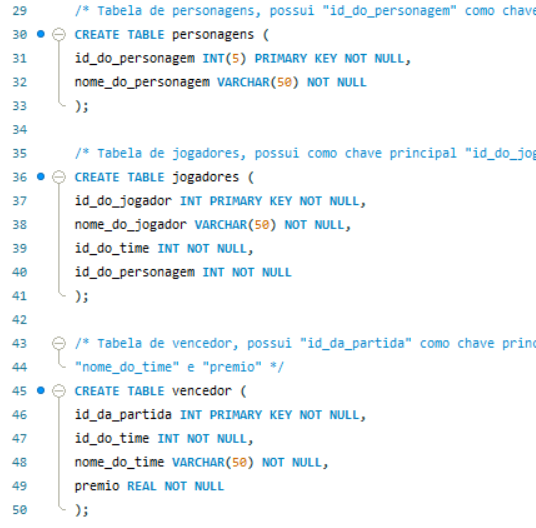 29 /* Tabela de personagens, possui "id_do_personagem" como chave
30 CREATE TABLE personagens (
31 id_do_personagem INT(5) PRIMARY KEY NOT NULL,
32 nome_do_personagem VARCHAR(50) NOT NULL
33 );
34
35 /* Tabela de jogadores, possui como chave principal "id_do_jog
36 CREATE TABLE jogadores (
37 id_do_jogador INT PRIMARY KEY NOT NULL,
38 nome_do_jogador VARCHAR(50) NOT NULL,
39 id_do_time INT NOT NULL,
40 id_do_personagem INT NOT NULL
41 );
42
43 /* Tabela de vencedor, possui "id_da_partida" como chave princ
44 "nome_do_time" e "premio" */
45 CREATE TABLE vencedor (
46 id_da_partida INT PRIMARY KEY NOT NULL,
47 id_do_time INT NOT NULL,
48 nome_do_time VARCHAR(50) NOT NULL,
49 premio REAL NOT NULL
50 );